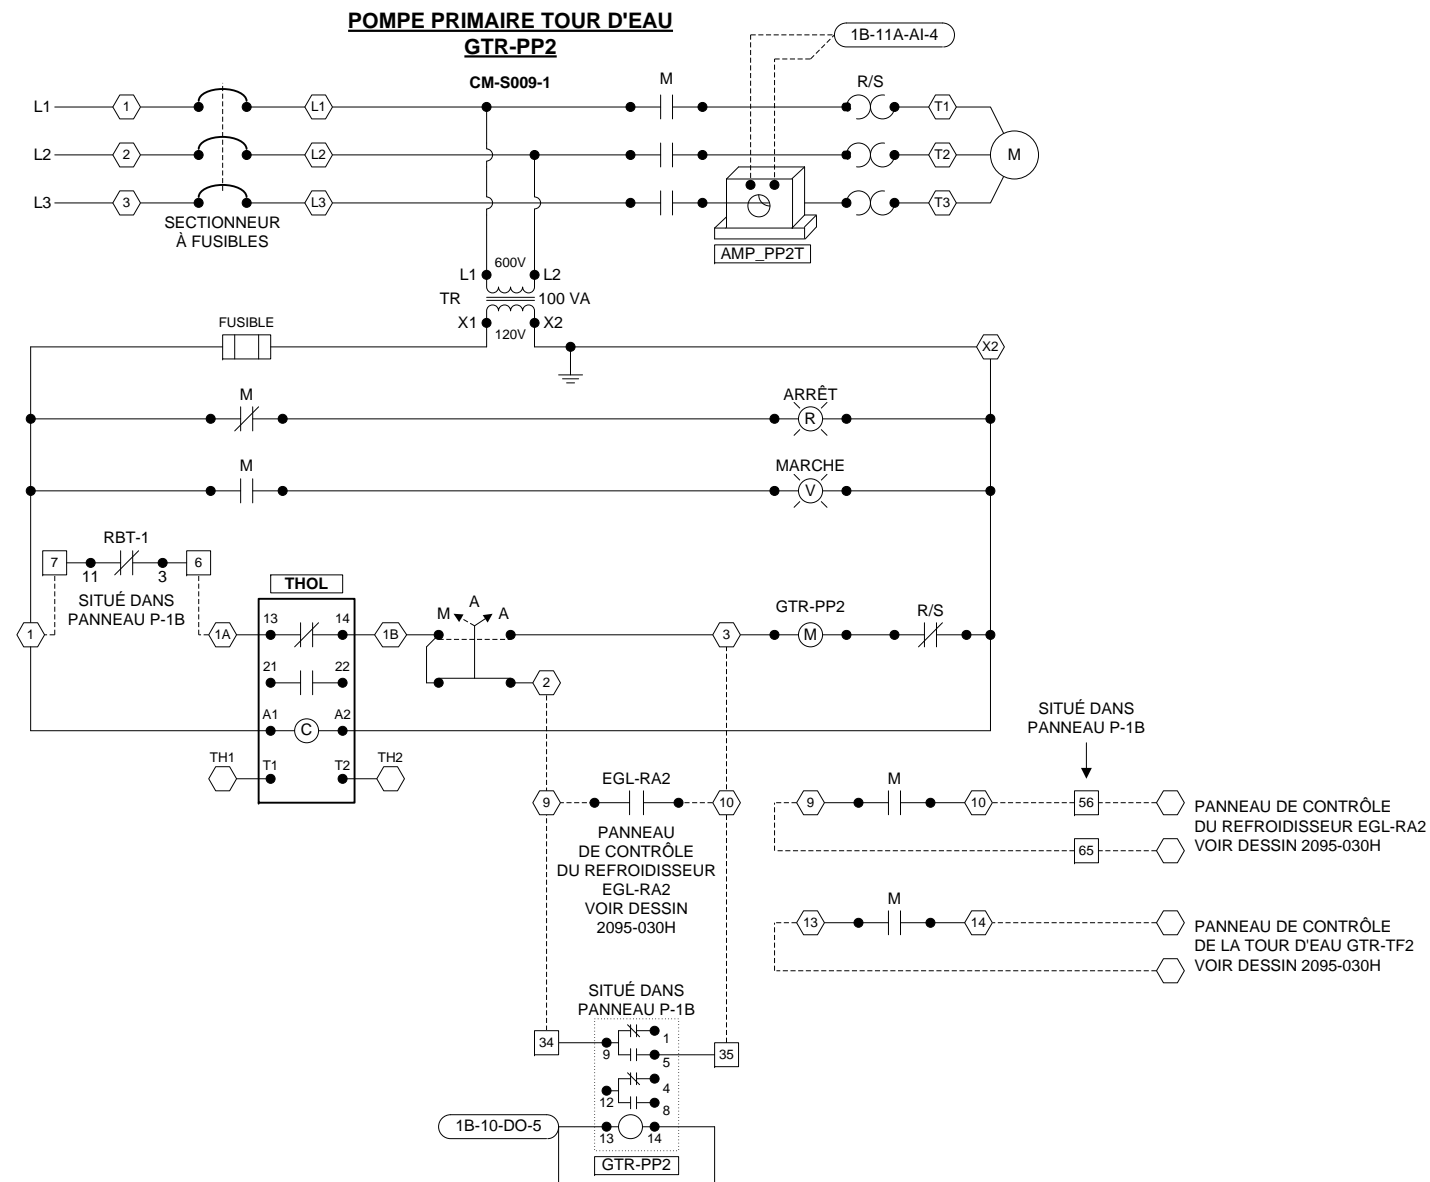 POMPE PRIMAIRE TOUR D'EAU
GTR-PP2
CM-S009-1
1B-11A-AI-4
M
R/S
L1
1
L1
T1
L2
2
L2
T2
M
L3
3
L3
T3
SECTIONNEUR
À FUSIBLES
AMP_PP2T
600V
L1
L2
TR
100 VA
X1
X2
120V
FUSIBLE
X2
M
ARRÊT
R
M
MARCHE
V
RBT-1
7
6
11
3
SITUÉ DANS
PANNEAU P-1B
THOL
M
A
A
GTR-PP2
R/S
1
1A
13
14
1B
3
M
21
22
2
A1
C
A2
TH1
T1
T2
TH2
SITUÉ DANS
PANNEAU P-1B
9
EGL-RA2
10
PANNEAU
DE CONTRÔLE
DU REFROIDISSEUR
EGL-RA2
VOIR DESSIN
2095-030H
M
9
10
56
65
PANNEAU DE CONTRÔLE
DU REFROIDISSEUR EGL-RA2
VOIR DESSIN 2095-030H
M
13
14
PANNEAU DE CONTRÔLE
DE LA TOUR D'EAU GTR-TF2
VOIR DESSIN 2095-030H
SITUÉ DANS
PANNEAU P-1B
34
1
9
5
35
4
12
8
1B-10-DO-5
13
14
GTR-PP2